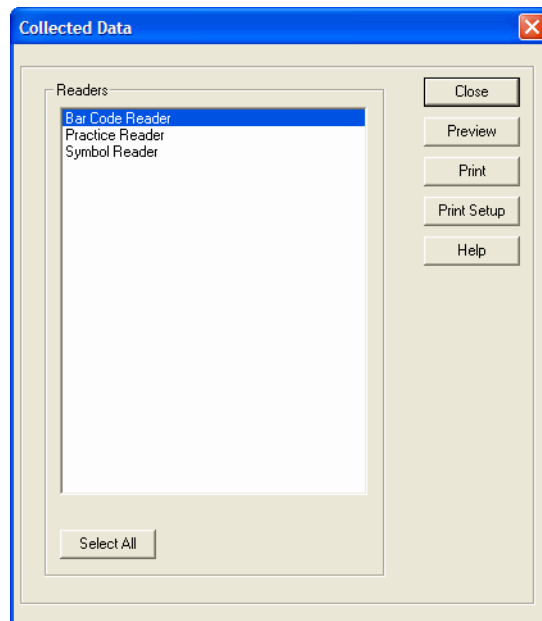 Collected Data
Readers
Bar Code Reader
Practice Reader
Symbol Reader
Select All
Close
Preview
Print
Print Setup
Help